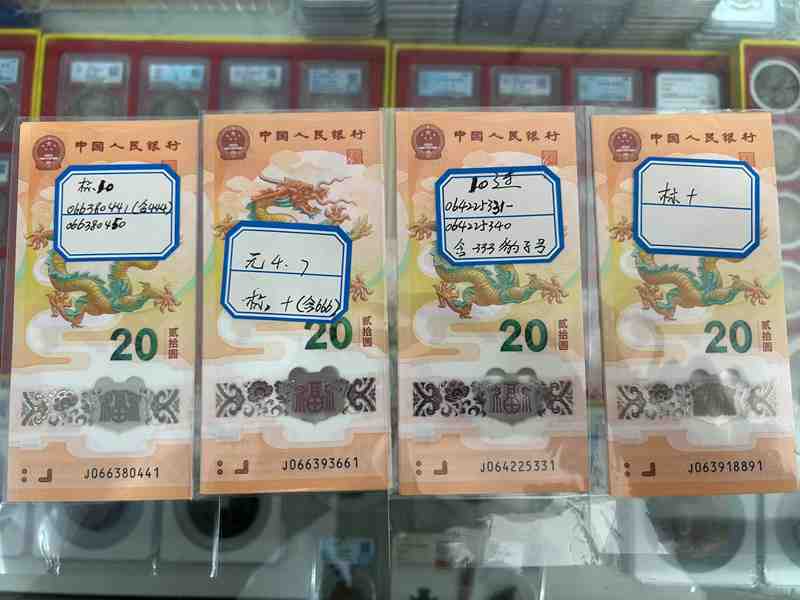 中国人民银行
标10
066380441(含444)
066380450
20
贰拾圆
J066380441
中国人民银行
无4.7
标+(含666)
20
贰拾圆
福
J066393661
中国人民银行
10连
064225331-
064225340
含333豹子号
20
贰拾圆
福
J064225331
中国人民银行
标+
20
贰拾圆
J063918891